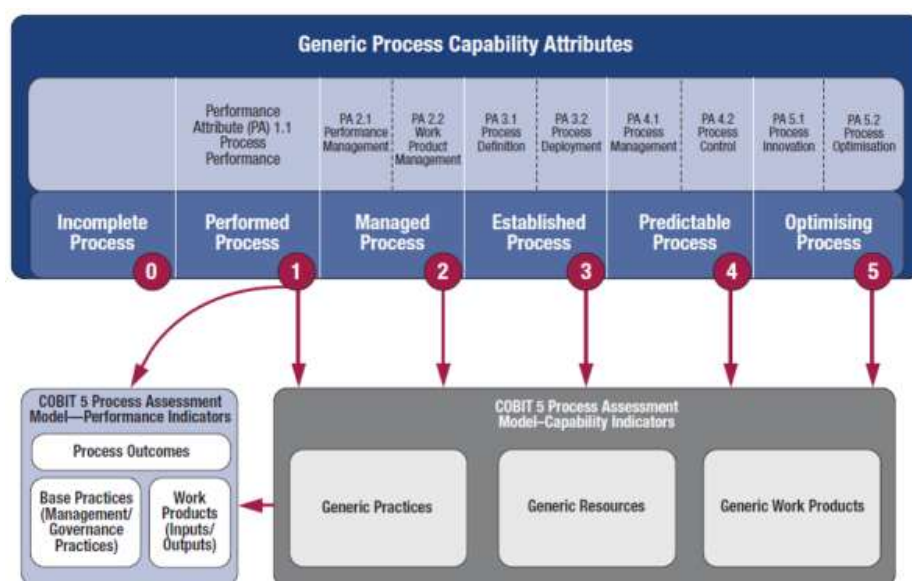 Generic Process Capability Attributes
Performance
Attribute (PA) 1.1
Process
Performance
PA 2.1
Performance
Management
PA 2.2
Work
Product
Management
PA 3.1
Process
Definition
PA 3.2
Process
Deployment
PA 4.1
Process
Management
PA 4.2
Process
Control
PA 5.1
Process
Innovation
PA 5.2
Process
Optimisation
Incomplete
Process
0
Performed
Process
1
Managed
Process
2
Established
Process
3
Predictable
Process
4
Optimising
Process
5
COBIT 5 Process Assessment
Model—Performance Indicators
Process Outcomes
Base Practices
(Management/
Governance
Practices)
Work
Products
(Inputs/
Outputs)
COBIT 5 Process Assessment
Model–Capability Indicators
Generic Practices
Generic Resources
Generic Work Products